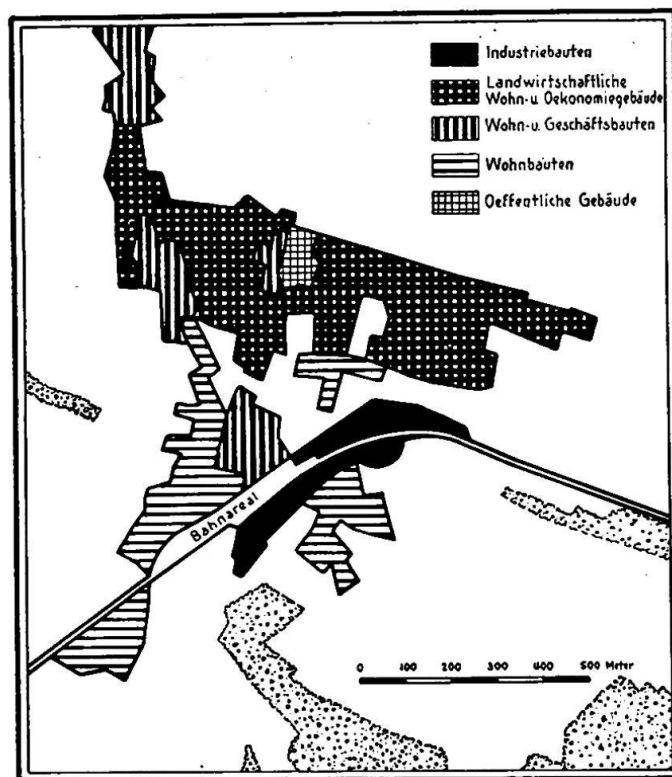 Industriebauten
Landwirtschaftliche
Wohn-u. Oekonomiegebäude
Wohn-u. Geschäftsbauten
Wohnbauten
Oeffentliche Gebäude
Bahnareal
0 100 200 300 400 500 Meter